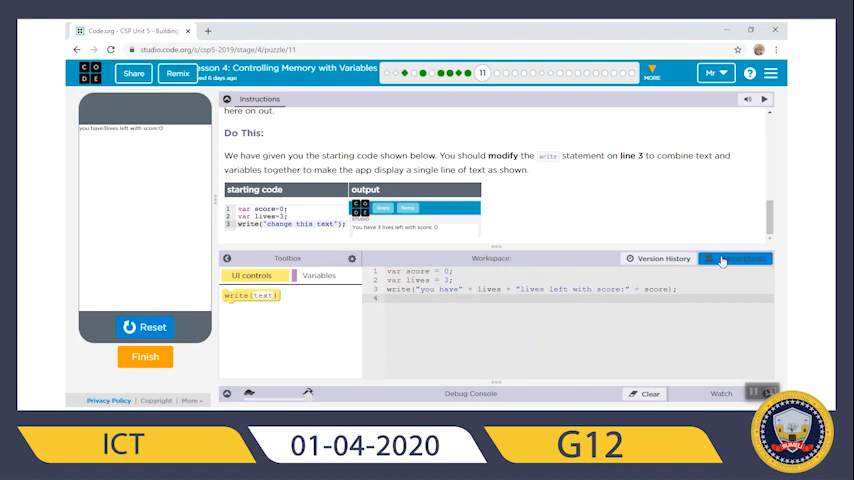 Code.org - CSP Unit 5 - Building
studio.code.org/s/csp5-2019/stage/4/puzzle/11
CO
DE
Share
Remix
esson 4: Controlling Memory with Variables
ed 6 days ago
11
MORE
Mr
Instructions
here on out.
Do This:
We have given you the starting code shown below. You should modify the write statement on line 3 to combine text and
variables together to make the app display a single line of text as shown.
starting code
output
1 var score=0;
2 var lives=3;
3 write("change this text");
CO
DE
STUDIO
Share
Remix
You have 3 lives left with score: 0
you have3lives left with score:0
Reset
Finish
Privacy Policy | Copyright | More
Toolbox
Workspace:
Version History
UI controls
Variables
write(text)
1 var score = 0;
2 var lives = 3;
3 write("you have" + lives + "lives left with score:" + score);
4
Debug Console
Clear
Watch
ICT
01-04-2020
G12
RUMELI